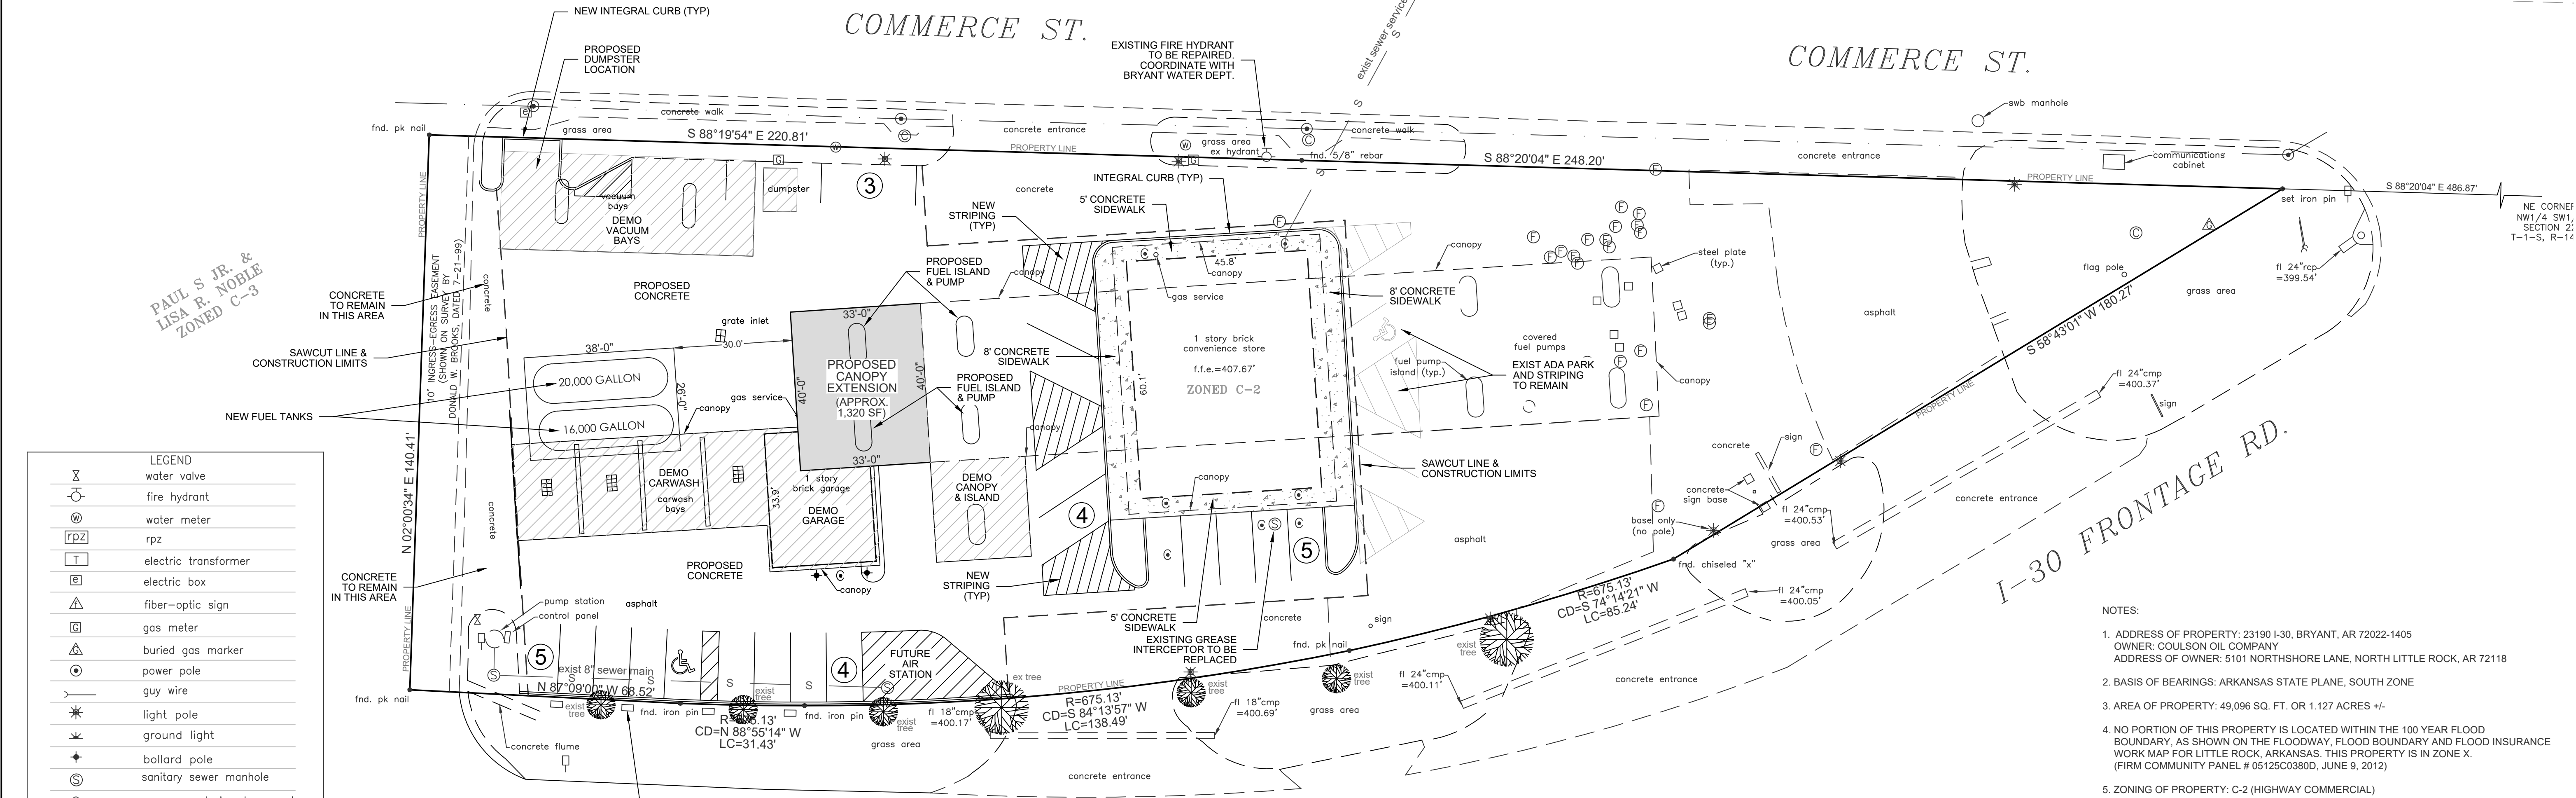 COMMERCE ST.
COMMERCE ST.
NEW INTEGRAL CURB (TYP)
PROPOSED
DUMPSTER
LOCATION
EXISTING FIRE HYDRANT
TO BE REPAIRED.
COORDINATE WITH
BRYANT WATER DEPT.
exist sewer service
S
S
S
S
swb manhole
fnd. pk nail
e
concrete walk
grass area
S 88°19'54" E 220.81'
C
concrete entrance
PROPERTY LINE
W
G
W
G
grass area
ex hydrant
C
concrete walk
fnd. 5/8" rebar
S 88°20'04" E 248.20'
concrete entrance
communications
cabinet
PROPERTY LINE
S 88°20'04" E 486.87'
set iron pin
NW1/4 SW1/
T-1-S, R-14
PAUL S JR. &
LISA R. NOBLE
ZONED C-3
PROPERTY LINE
vacuum
bays
DEMO
VACUUM
BAYS
dumpster
3
concrete
INTEGRAL CURB (TYP)
5' CONCRETE
SIDEWALK
NEW
STRIPING
(TYP)
F
45.8'
canopy
canopy
canopy
steel plate
(typ.)
C
G
flag pole
fl 24"rcp
=399.54'
grass area
10' INGRESS-EGRESS EASEMENT
(SHOWN ON SURVEY BY
DONALD W. BROOKS, DATED 7-21-99)
concrete
CONCRETE
TO REMAIN
IN THIS AREA
SAWCUT LINE &
CONSTRUCTION LIMITS
NEW FUEL TANKS
PROPOSED
CONCRETE
PROPOSED
FUEL ISLAND
& PUMP
grate inlet
30.0'
38'-0"
26'-0"
20,000 GALLON
16,000 GALLON
gas service
canopy
33'-0"
40'-0"
40'-0"
33'-0"
PROPOSED
CANOPY
EXTENSION
(APPROX.
1,320 SF)
PROPOSED
FUEL ISLAND
& PUMP
canopy
gas service
8' CONCRETE
SIDEWALK
8' CONCRETE
SIDEWALK
60.1'
1 story brick
convenience store
f.f.e.=407.67'
ZONED C-2
fuel pump
island (typ.)
EXIST ADA PARK
AND STRIPING
TO REMAIN
covered
fuel pumps
canopy
asphalt
S 58°43'01" W 180.27'
PROPERTY LINE
fl 24"cmp
=400.37'
sign
N 02°00'34" E 140.41'
DEMO
CARWASH
carwash
bays
33.9'
1 story
brick garage
DEMO
GARAGE
DEMO
CANOPY
& ISLAND
4
canopy
SAWCUT LINE &
CONSTRUCTION LIMITS
concrete
sign
concrete
sign base
F
F
base only
(no pole)
fl 24"cmp
=400.53'
grass area
concrete entrance
I-30 FRONTAGE RD.
concrete
CONCRETE
TO REMAIN
IN THIS AREA
PROPERTY LINE
PROPOSED
CONCRETE
canopy
NEW
STRIPING
(TYP)
S
5
asphalt
fnd. chiseled "x"
fl 24"cmp
=400.05'
pump station
control panel
asphalt
5' CONCRETE
SIDEWALK
EXISTING GREASE
INTERCEPTOR TO BE
REPLACED
concrete
sign
fnd. pk nail
R=675.13'
CD=S 74°14'21" W
LC=85.24'
exist
tree
5
exist 8" sewer main
S
S
S
S
S
S
4
FUTURE
AIR
STATION
N 87°09'00" W 68.52'
fnd. pk nail
exist
tree
fnd. iron pin
exist
tree
fnd. iron pin
exist
tree
ex tree
PROPERTY LINE
exist
tree
exist
tree
fl 24"cmp
=400.11'
concrete entrance
CD=N 88°55'14" W
LC=31.43'
grass area
fl 18"cmp
=400.17'
R=675.13'
CD=S 84°13'57" W
LC=138.49'
fl 18"cmp
=400.69'
grass area
concrete flume
concrete entrance
LEGEND
water valve
fire hydrant
W water meter
rpz rpz
T electric transformer
e electric box
fiber-optic sign
G gas meter
G buried gas marker
power pole
guy wire
light pole
ground light
bollard pole
S sanitary sewer manhole
NOTES:
1. ADDRESS OF PROPERTY: 23190 I-30, BRYANT, AR 72022-1405
OWNER: COULSON OIL COMPANY
ADDRESS OF OWNER: 5101 NORTHSHORE LANE, NORTH LITTLE ROCK, AR 72118
2. BASIS OF BEARINGS: ARKANSAS STATE PLANE, SOUTH ZONE
3. AREA OF PROPERTY: 49,096 SQ. FT. OR 1.127 ACRES +/-
4. NO PORTION OF THIS PROPERTY IS LOCATED WITHIN THE 100 YEAR FLOOD
BOUNDARY, AS SHOWN ON THE FLOODWAY, FLOOD BOUNDARY AND FLOOD INSURANCE
WORK MAP FOR LITTLE ROCK, ARKANSAS. THIS PROPERTY IS IN ZONE X.
(FIRM COMMUNITY PANEL # 05125C0380D, JUNE 9, 2012)
5. ZONING OF PROPERTY: C-2 (HIGHWAY COMMERCIAL)